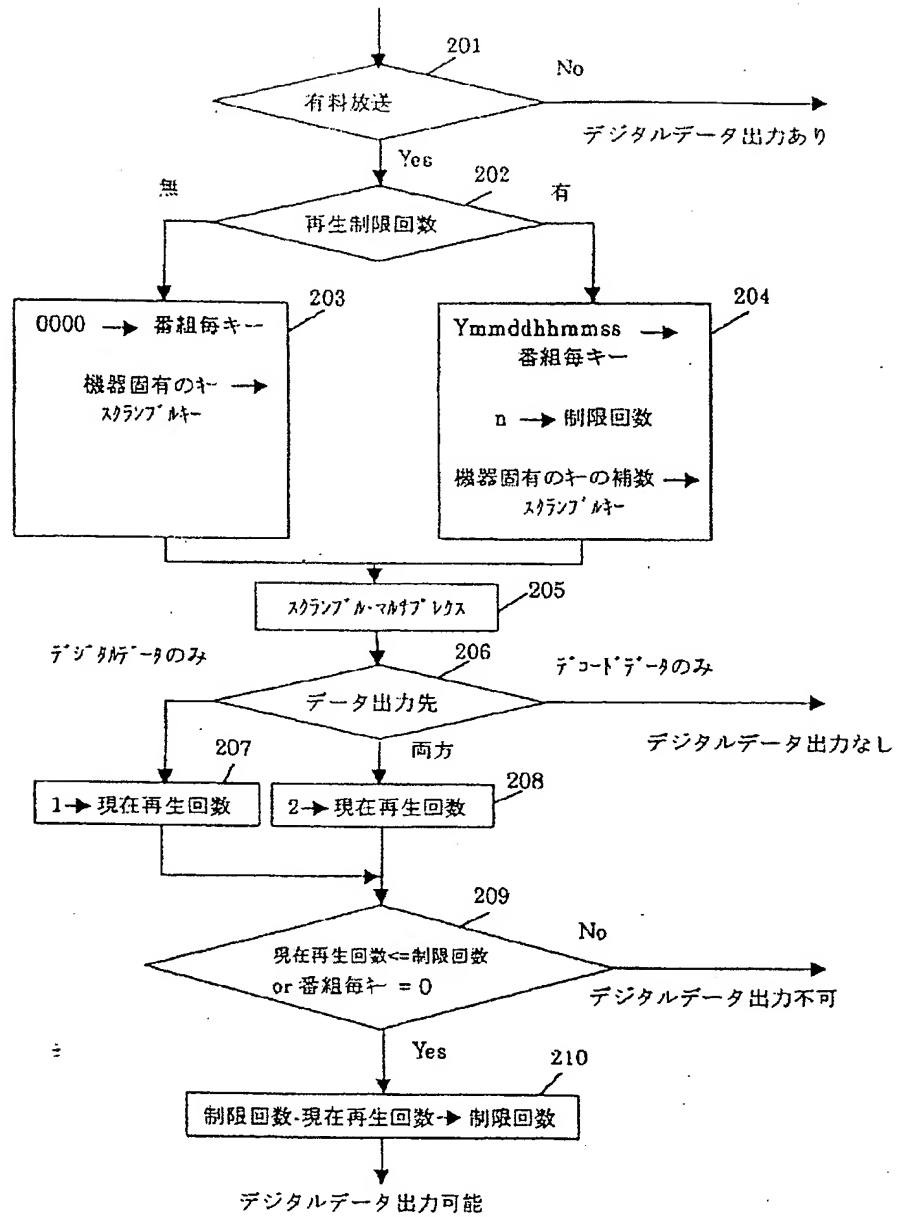 201
有料放送
No
デジタルデータ出力あり
Yes
202
再生制限回数
無
有
203
0000 → 番組毎キー
機器固有のキー →
スクランブルキー
204
Ymmddhhmmss →
番組毎キー
n → 制限回数
機器固有のキーの補数 →
スクランブルキー
スクランブル・マルチプレクス
205
デジタルデータのみ
206
データ出力先
デコードデータのみ
デジタルデータ出力なし
両方
207
1→現在再生回数
208
2→現在再生回数
209
現在再生回数<=制限回数
or 番組毎キー = 0
No
デジタルデータ出力不可
Yes
210
制限回数-現在再生回数→ 制限回数
デジタルデータ出力可能